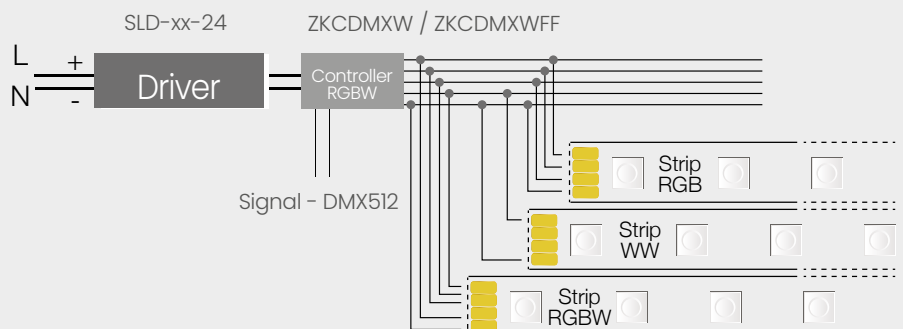 SLD-xx-24
ZKCDMXW / ZKCDMXWFF
L
+
N
-
Driver
Controller
RGBW
Signal - DMX512
Strip
RGB
Strip
WW
Strip
RGBW